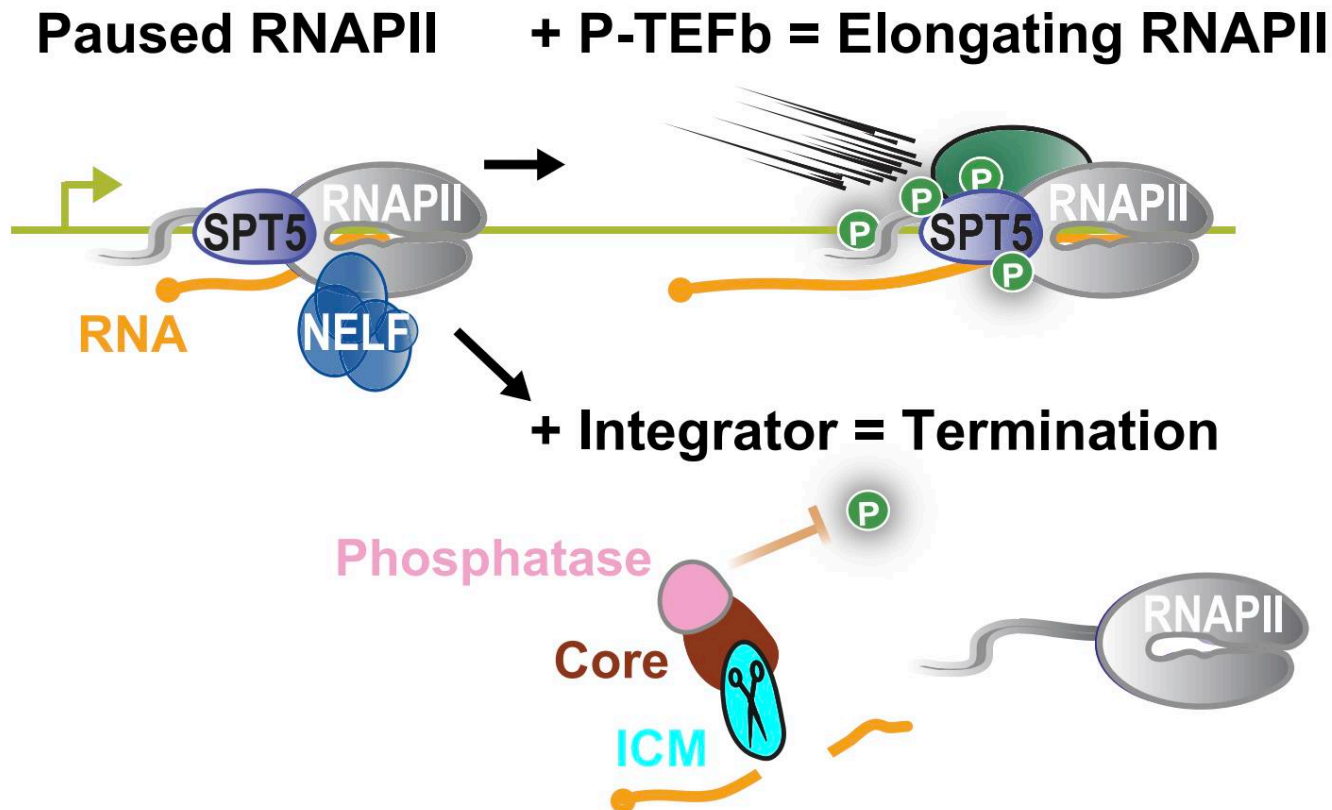 Paused RNAPII
+ P-TEFb = Elongating RNAPII
SPT5
RNAPII
RNA
NELF
P
P
P
SPT5
RNAPII
P
+ Integrator = Termination
P
Phosphatase
Core
ICM
RNAPII